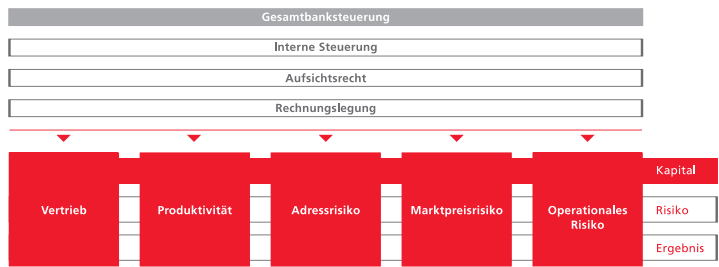 Gesamtbanksteuerung
Interne Steuerung
Aufsichtsrecht
Rechnungslegung
Kapital
Vertrieb
Produktivität
Adressrisiko
Marktpreisrisiko
Operationales
Risiko
Risiko
Ergebnis